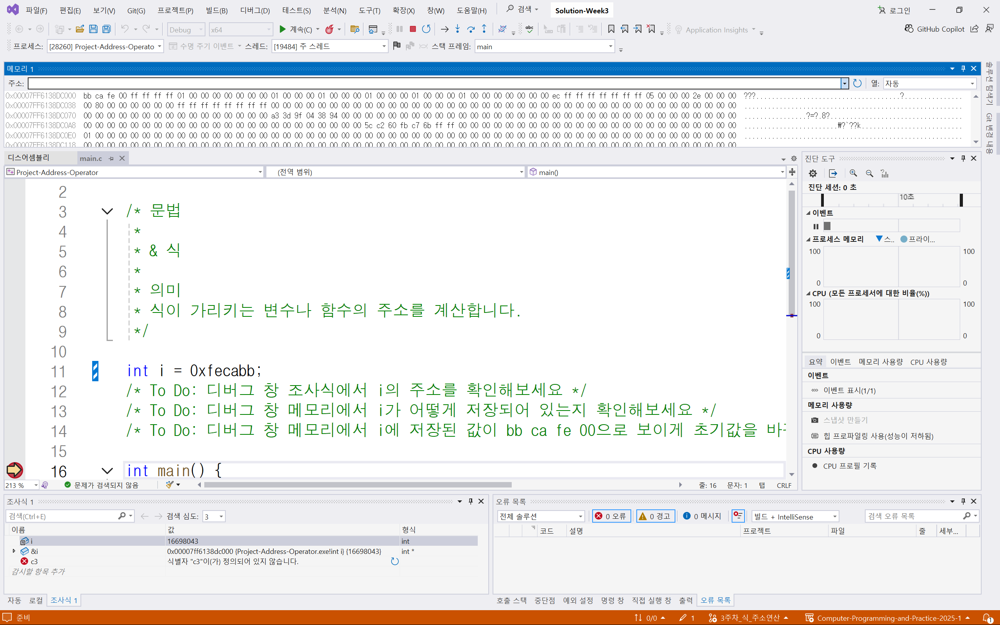 파일(F) 편집(E) 보기(V) Git(G) 프로젝트(P) 빌드(B) 디버그(D) 테스트(S) 분석(N) 도구(T) 확장(X) 창(W) 도움말(H) 검색 Solution-Week3 로그인
Debug x64 계속(C) Application Insights GitHub Copilot
프로세스: [28260] Project-Address-Operato 수명 주기 이벤트 스레드: [19484] 주 스레드 스택 프레임: main
메모리 1
주소: 열: 자동
0x00007FF6138DC000 bb ca fe 00 ff ff ff ff 01 00 00 00 00 00 00 00 01 00 00 00 01 00 00 00 01 00 00 00 01 00 00 00 01 00 00 00 00 00 00 00 ec ff ff ff ff ff ff ff 05 00 00 00 2e 00 00 00 ???.....................................?..............
0x00007FF6138DC038 00 80 00 00 00 00 00 00 ff ff ff ff ff ff ff ff 00 00 00 00 00 00 00 00 00 00 00 00 00 00 00 00 00 00 00 00 00 00 00 00 00 00 00 00 00 00 00 00 00 00 00 00 00 00 00 00 ........................................................
0x00007FF6138DC070 00 00 00 00 00 00 00 00 00 00 00 00 00 00 00 00 a3 3d 9f 04 38 94 00 00 00 00 00 00 00 00 00 00 00 00 00 00 00 00 00 00 00 00 00 00 00 00 00 00 00 00 00 00 00 00 00 00 ................?=?.8?..................................
0x00007FF6138DC0A8 00 00 00 00 00 00 00 00 00 00 00 00 00 00 00 00 00 00 00 00 00 00 00 00 5c c2 60 fb c7 6b ff ff 00 00 00 00 00 00 00 00 00 00 00 00 00 00 00 00 00 00 00 00 00 00 00 00 ........................₩?`??k..........................
0x00007FF6138DC0E0 01 00 00 00 00 00 00 00 00 00 00 00 00 00 00 00 00 00 00 00 00 00 00 00 00 00 00 00 00 00 00 00 00 00 00 00 00 00 00 00 00 00 00 00 00 00 00 00 00 00 00 00 00 00 00 00 ........................................................
0x00007FF6138DC118 00 00 00 00 00 00 00 00 00 00 00 00 00 00 00 00 00 00 00 00 00 00 00 00 00 00 00 00 00 00 00 00 00 00 00 00 00 00 00 00 00 00 00 00 00 00 00 00 00 00 00 00 00 00 00 00
솔루션 탐색기
Git 변경 내용
디스어셈블리 main.c
Project-Address-Operator (전역 범위) main()
2
3 /* 문법
4 *
5 * & 식
6 *
7 * 의미
8 * 식이 가리키는 변수나 함수의 주소를 계산합니다.
9 */
10
11 int i = 0xfecabb;
12 /* To Do: 디버그 창 조사식에서 i의 주소를 확인해보세요 */
13 /* To Do: 디버그 창 메모리에서 i가 어떻게 저장되어 있는지 확인해보세요 */
14 /* To Do: 디버그 창 메모리에서 i에 저장된 값이 bb ca fe 00으로 보이게 초기값을 바
15
16 int main() {
213 % 문제가 검색되지 않음 줄: 16 문자: 1 탭 CRLF
진단 도구
진단 세션: 0 초
10초
이벤트
프로세스 메모리 스.. 프라이...
100 100
0 0
CPU (모든 프로세서에 대한 비율(%))
100 100
0 0
요약 이벤트 메모리 사용량 CPU 사용량
이벤트
이벤트 표시(1/1)
메모리 사용량
스냅샷 만들기
힙 프로파일링 사용(성능이 저하됨)
CPU 사용량
CPU 프로필 기록
조사식 1
검색(Ctrl+E) 검색 심도: 3
이름 값 형식
i 16698043 int
&i 0x00007ff6138dc000 {Project-Address-Operator.exe!int i} {16698043} int *
c3 식별자 "c3"이(가) 정의되어 있지 않습니다.
감시할 항목 추가
자동 로컬 조사식 1
오류 목록
전체 솔루션 0 오류 0 경고 0 메시지 빌드 + IntelliSense 검색 오류 목록
코드 설명 프로젝트 파일 줄 세부...
호출 스택 중단점 예외 설정 명령 창 직접 실행 창 출력 오류 목록
준비 0/0 1 3주차_식_주소연산 Computer-Programming-and-Practice-2025-1 1